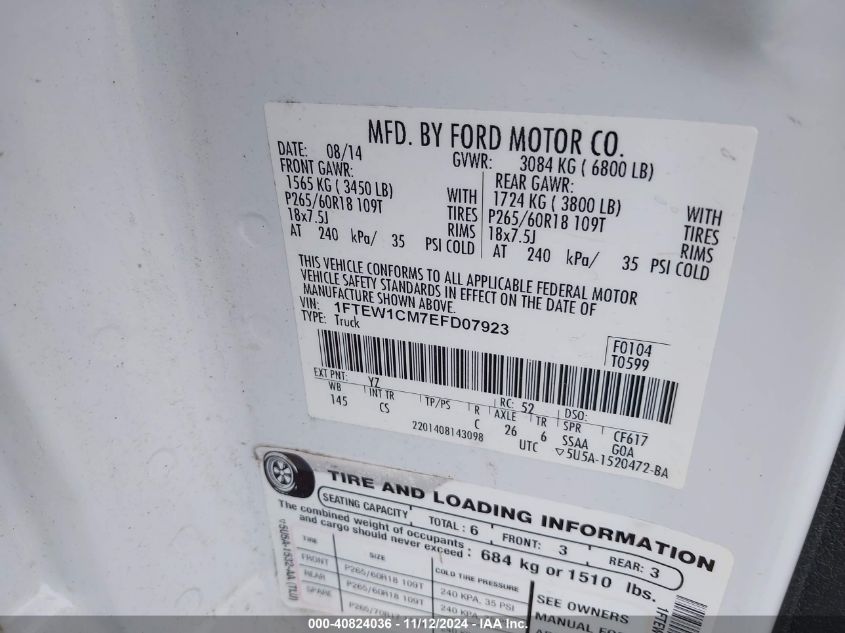 MFD. BY FORD MOTOR CO.
DATE: 08/14 GVWR: 3084 KG ( 6800 LB)
FRONT GAWR: REAR GAWR:
1565 KG ( 3450 LB) WITH 1724 KG ( 3800 LB) WITH
P265/60R18 109T TIRES P265/60R18 109T TIRES
18x7.5J RIMS 18x7.5J RIMS
AT 240 kPa/ 35 PSI COLD AT 240 kPa/ 35 PSI COLD
THIS VEHICLE CONFORMS TO ALL APPLICABLE FEDERAL MOTOR
VEHICLE SAFETY STANDARDS IN EFFECT ON THE DATE OF
MANUFACTURE SHOWN ABOVE.
VIN: 1FTEW1CM7EFD07923
TYPE: Truck
F0104
T0599
EXT PNT: YZ RC: 52 DSO:
WB INT TR TP/PS R AXLE TR SPR CF617
145 CS C 26 6 SSAA GOA
2201408143098 UTC ▽5U5A-1520472-BA
TIRE AND LOADING INFORMATION
SEATING CAPACITY TOTAL: 6 FRONT: 3 REAR: 3
The combined weight of occupants
and cargo should never exceed : 684 kg or 1510 lbs.
TIRE SIZE COLD TIRE PRESSURE
FRONT P265/60R18 109T 240 KPA, 35 PSI
REAR P265/60R18 109T 240 KPA
SPARE
SEE OWNERS
MANUAL FOR
000-40824036 - 11/12/2024 - IAA Inc.